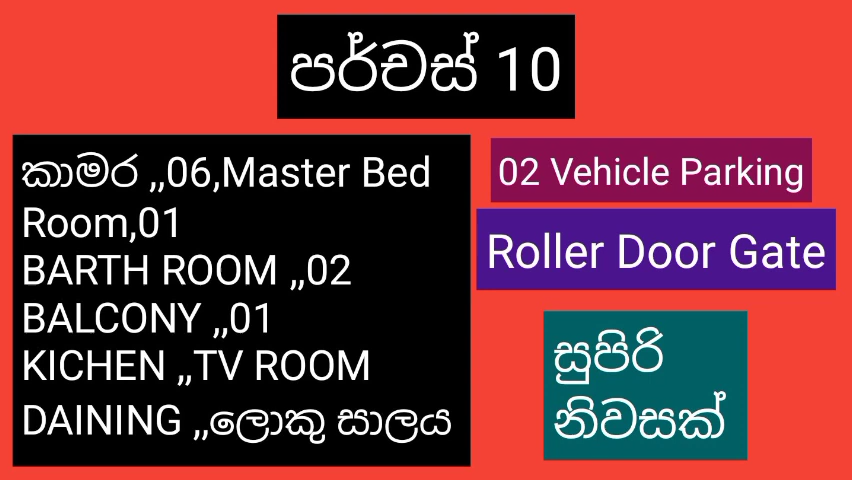 පර්චස් 10
කාමර ,,06,Master Bed
Room,01
BARTH ROOM ,,02
BALCONY ,,01
KICHEN ,,TV ROOM
DAINING ,,ලොකු සාලය
02 Vehicle Parking
Roller Door Gate
සුපිරි
නිවසක්